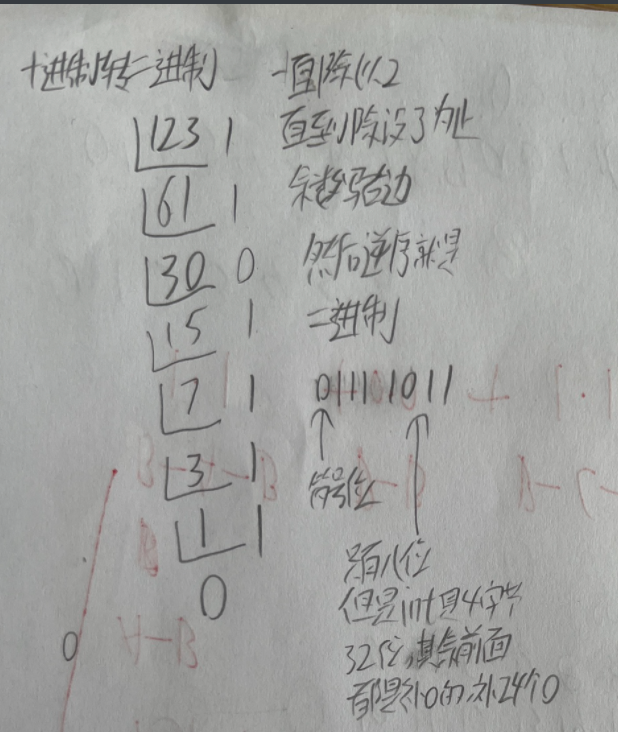 十进制转二进制 一直除以2
123 1 直到除没了为止
61 1 余数写右边
30 0 然后逆序就是
15 1 二进制
7 1 01111011
3 1 符号位
1 1
0
只有八位
但是int是4字节
32位,其余前面
都是补0的,补24个0
0